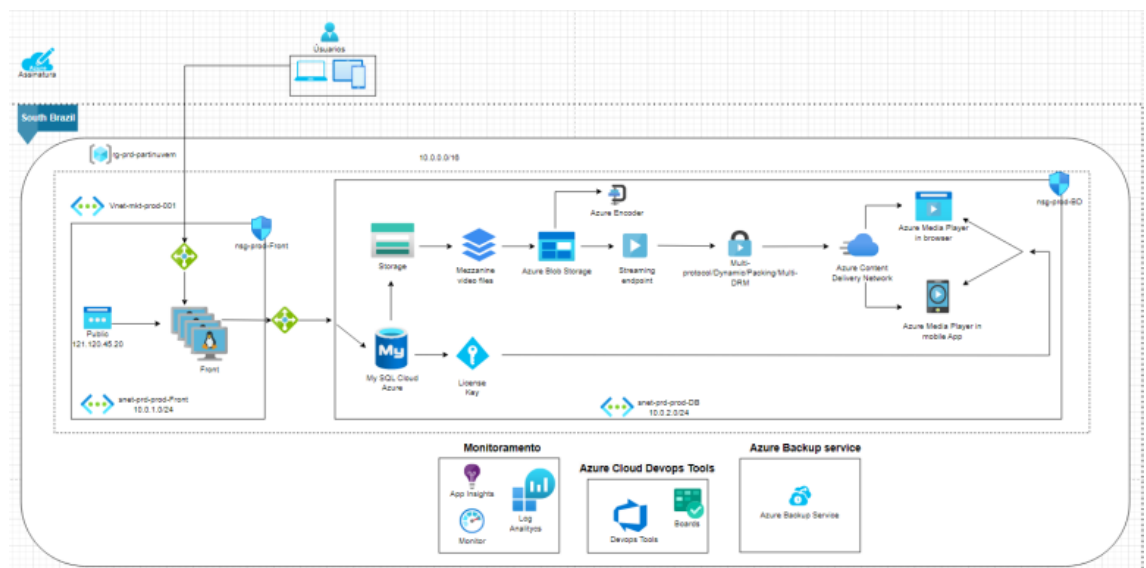 Úsuarios
Azure
Assinatura
South Brazil
rg-prd-partinuvem
10.0.0.0/16
Vnet-mkt-prod-001
nsg-prod-Front
nsg-prod-BD
Azure Encoder
Azure Media Player
in browser
Storage
Mezzanine
video files
Azure Blob Storage
Streaming
endpoint
Multi-
protocol/Dynamic/Packing/Multi-
DRM
Azure Content
Delivery Network
Public
121.120.45.20
Front
My
My SQL Cloud
Azure
License
Key
Azure Media Player in
mobile App
snet-prd-prod-Front
10.0.1.0/24
snet-prd-prod-DB
10.0.2.0/24
Monitoramento
App Insights
Log
Analitycs
Monitor
Azure Cloud Devops Tools
Devops Tools
Boards
Azure Backup service
Azure Backup Service